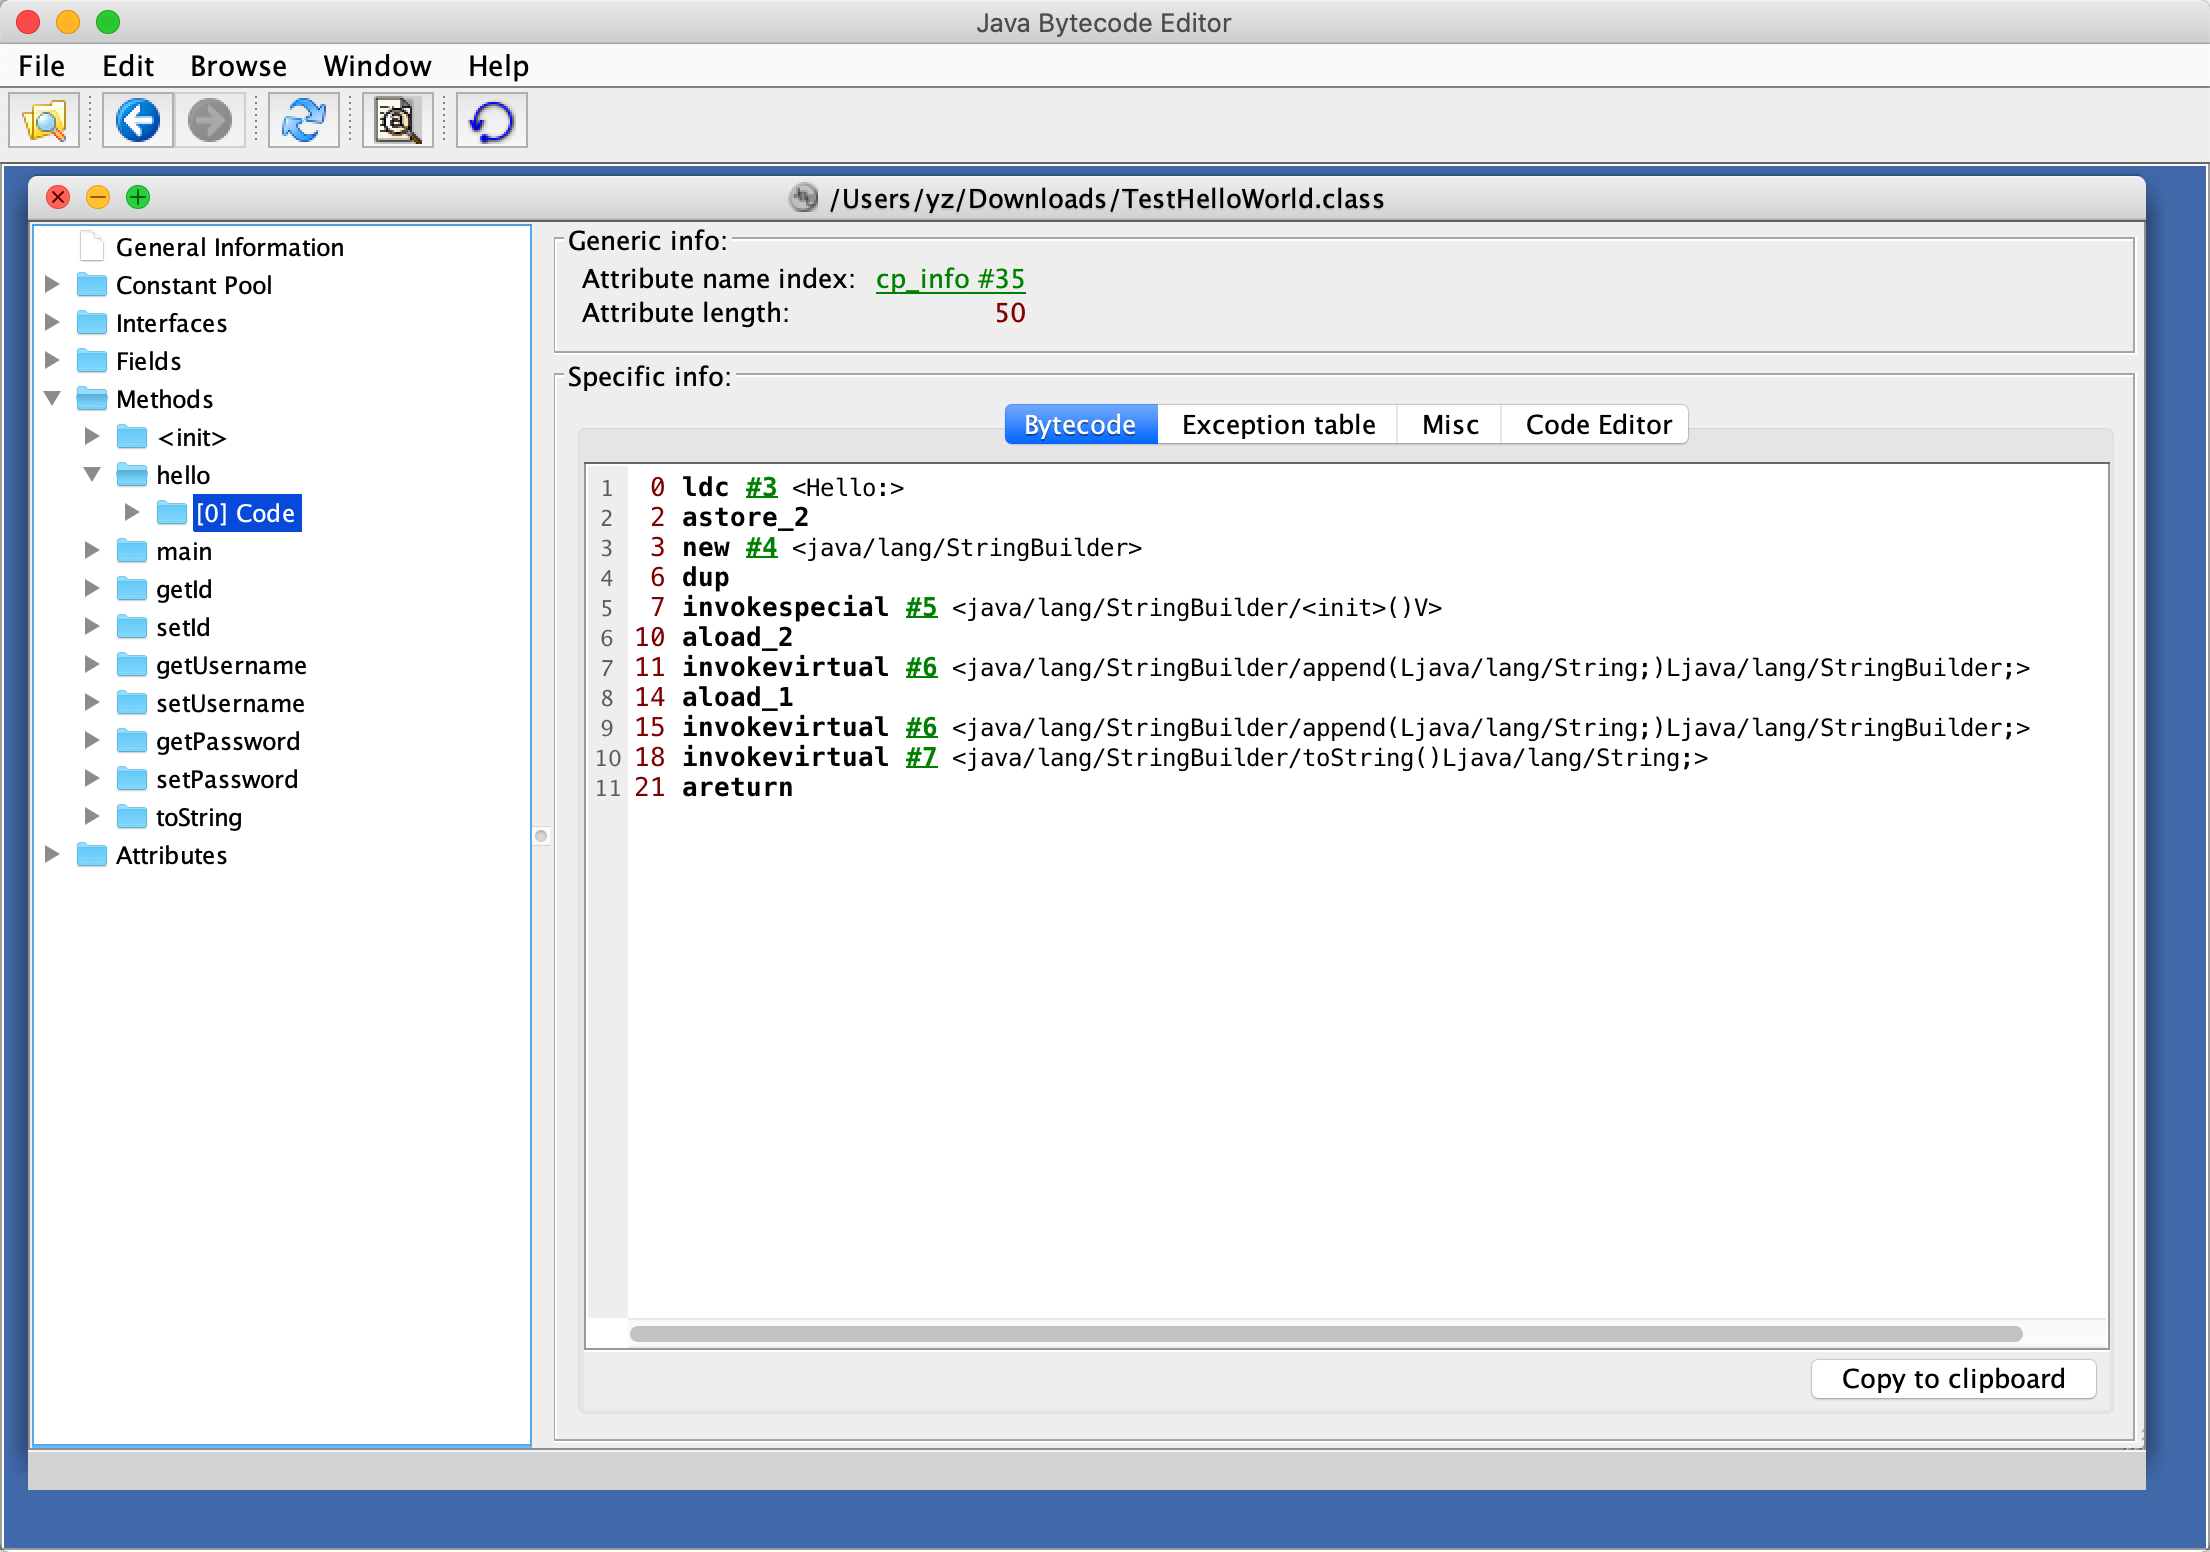 Java Bytecode Editor
File Edit Browse Window Help
/Users/yz/Downloads/TestHelloWorld.class
General Information
Constant Pool
Interfaces
Fields
Methods
<init>
hello
[0] Code
main
getId
setId
getUsername
setUsername
getPassword
setPassword
toString
Attributes
Generic info:
Attribute name index: cp_info #35
Attribute length: 50
Specific info:
Bytecode Exception table Misc Code Editor
1 0 ldc #3 <Hello:>
2 2 astore_2
3 3 new #4 <java/lang/StringBuilder>
4 6 dup
5 7 invokespecial #5 <java/lang/StringBuilder/<init>()V>
6 10 aload_2
7 11 invokevirtual #6 <java/lang/StringBuilder/append(Ljava/lang/String;)Ljava/lang/StringBuilder;>
8 14 aload_1
9 15 invokevirtual #6 <java/lang/StringBuilder/append(Ljava/lang/String;)Ljava/lang/StringBuilder;>
10 18 invokevirtual #7 <java/lang/StringBuilder/toString()Ljava/lang/String;>
11 21 areturn
Copy to clipboard